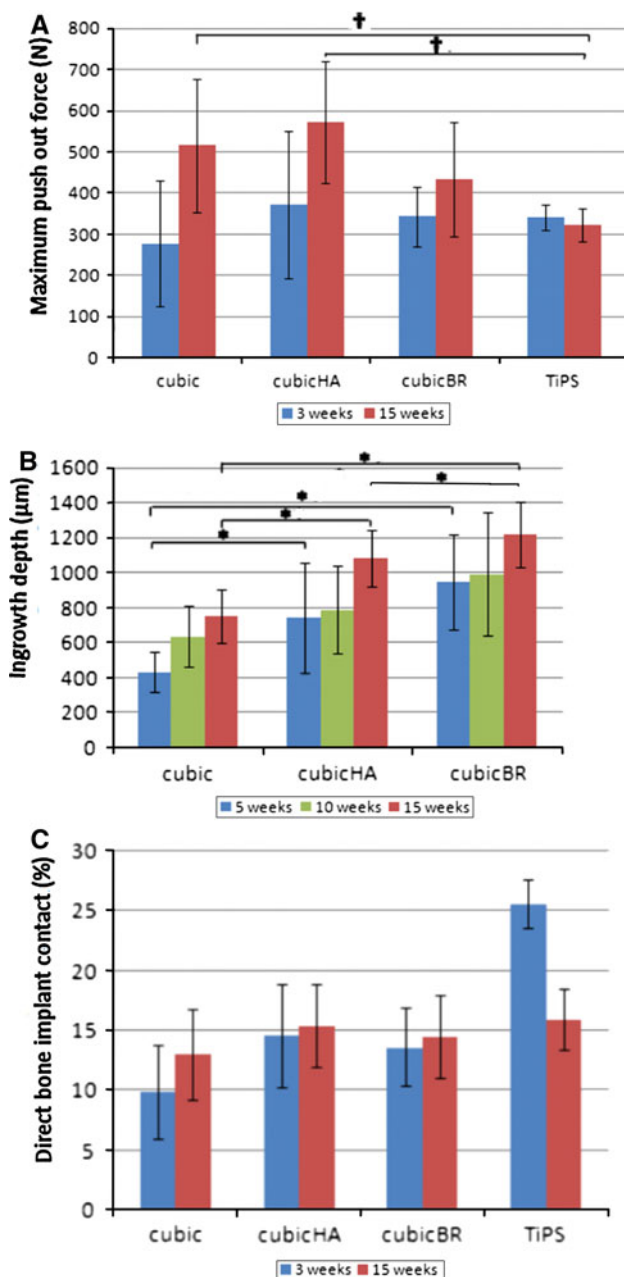 A
Maximum push out force (N)
800
700
600
500
400
300
200
100
0
†
†
cubic cubicHA cubicBR TiPS
3 weeks 15 weeks
B
Ingrowth depth (µm)
1600
1400
1200
1000
800
600
400
200
0
*
*
*
*
*
cubic cubicHA cubicBR
5 weeks 10 weeks 15 weeks
C
Direct bone implant contact (%)
30
25
20
15
10
5
0
cubic cubicHA cubicBR TiPS
3 weeks 15 weeks